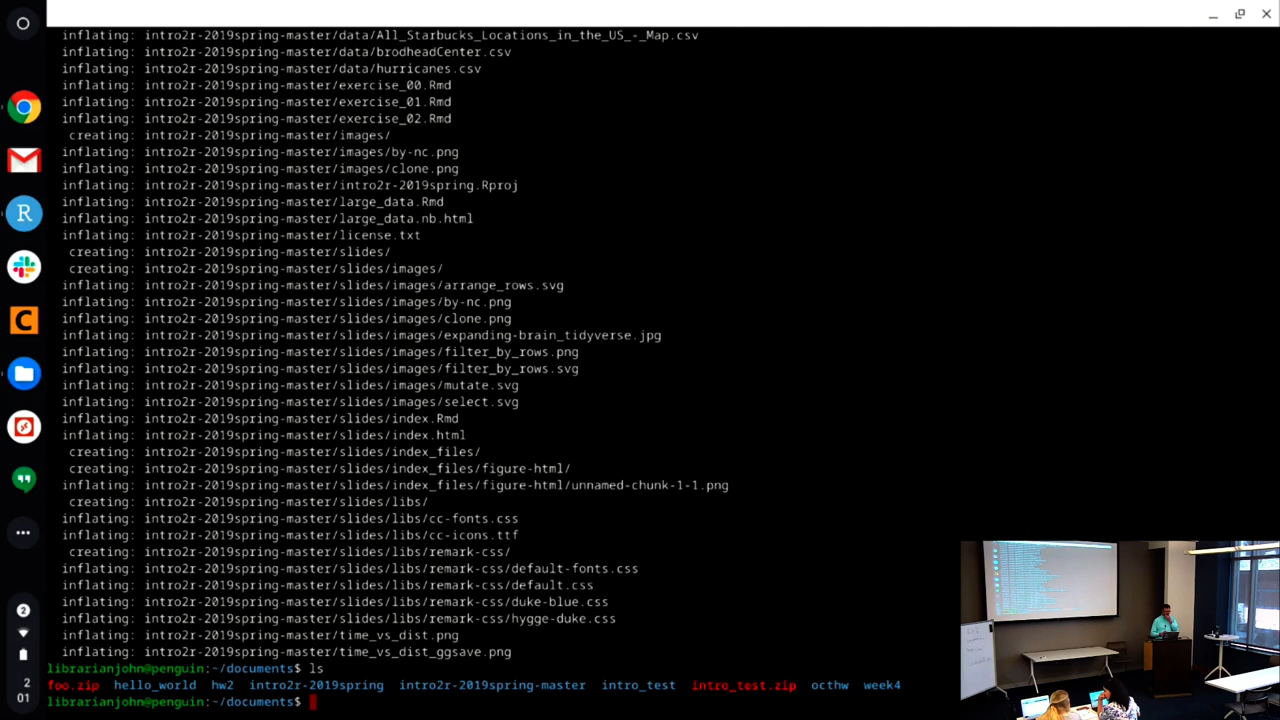 inflating: intro2r-2019spring-master/data/All_Starbucks_Locations_in_the_US_-_Map.csv
inflating: intro2r-2019spring-master/data/brodheadCenter.csv
inflating: intro2r-2019spring-master/data/hurricanes.csv
inflating: intro2r-2019spring-master/exercise_00.Rmd
inflating: intro2r-2019spring-master/exercise_01.Rmd
inflating: intro2r-2019spring-master/exercise_02.Rmd
creating: intro2r-2019spring-master/images/
inflating: intro2r-2019spring-master/images/by-nc.png
inflating: intro2r-2019spring-master/images/clone.png
inflating: intro2r-2019spring-master/intro2r-2019spring.Rproj
inflating: intro2r-2019spring-master/large_data.Rmd
inflating: intro2r-2019spring-master/large_data.nb.html
inflating: intro2r-2019spring-master/license.txt
creating: intro2r-2019spring-master/slides/
creating: intro2r-2019spring-master/slides/images/
inflating: intro2r-2019spring-master/slides/images/arrange_rows.svg
inflating: intro2r-2019spring-master/slides/images/by-nc.png
inflating: intro2r-2019spring-master/slides/images/clone.png
inflating: intro2r-2019spring-master/slides/images/expanding-brain_tidyverse.jpg
inflating: intro2r-2019spring-master/slides/images/filter_by_rows.png
inflating: intro2r-2019spring-master/slides/images/filter_by_rows.svg
inflating: intro2r-2019spring-master/slides/images/mutate.svg
inflating: intro2r-2019spring-master/slides/images/select.svg
inflating: intro2r-2019spring-master/slides/index.Rmd
inflating: intro2r-2019spring-master/slides/index.html
creating: intro2r-2019spring-master/slides/index_files/
creating: intro2r-2019spring-master/slides/index_files/figure-html/
inflating: intro2r-2019spring-master/slides/index_files/figure-html/unnamed-chunk-1-1.png
creating: intro2r-2019spring-master/slides/libs/
inflating: intro2r-2019spring-master/slides/libs/cc-fonts.css
inflating: intro2r-2019spring-master/slides/libs/cc-icons.ttf
creating: intro2r-2019spring-master/slides/libs/remark-css/
inflating: intro2r-2019spring-master/slides/libs/remark-css/default-fonts.css
inflating: intro2r-2019spring-master/slides/libs/remark-css/default.css
inflating: intro2r-2019spring-master/slides/libs/remark-css/duke-blue.css
inflating: intro2r-2019spring-master/slides/libs/remark-css/hygge-duke.css
inflating: intro2r-2019spring-master/time_vs_dist.png
inflating: intro2r-2019spring-master/time_vs_dist_ggsave.png
librarianjohn@penguin:~/documents$ ls
foo.zip hello_world hw2 intro2r-2019spring intro2r-2019spring-master intro_test intro_test.zip octhw week4
librarianjohn@penguin:~/documents$
R
C
2
2
01